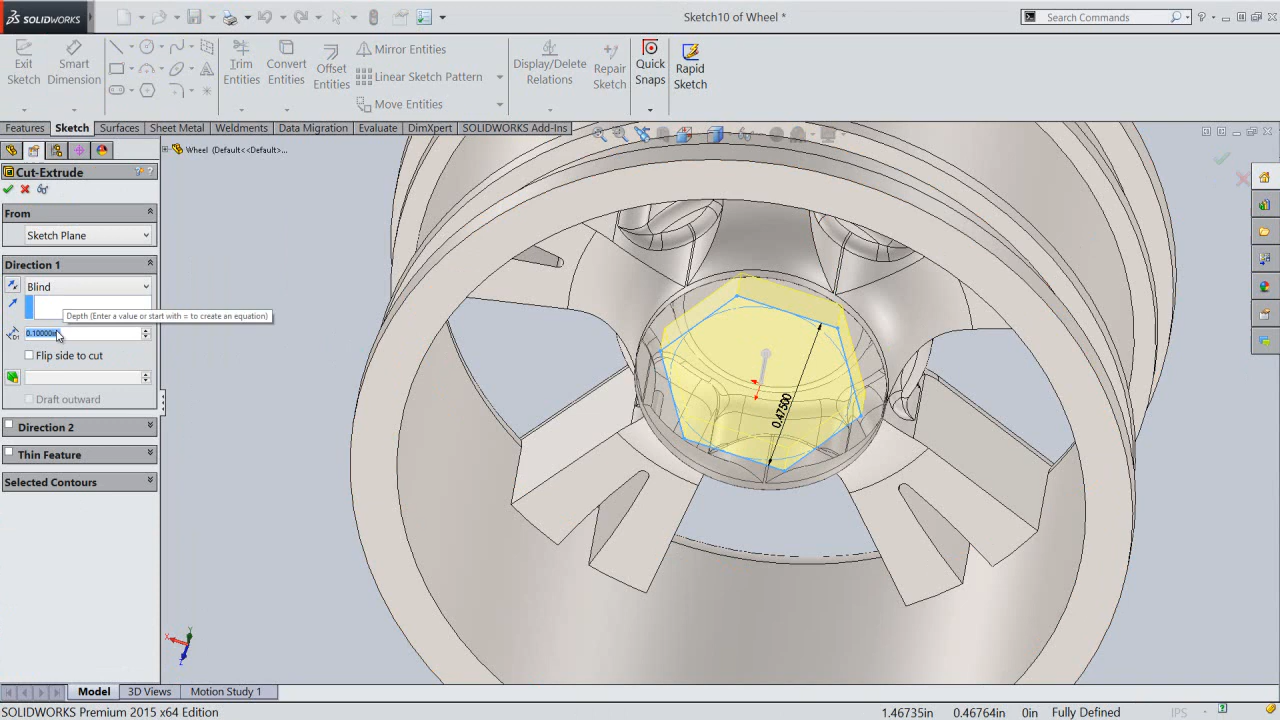 SOLIDWORKS
Sketch10 of Wheel *
Search Commands
Exit Sketch
Smart Dimension
Trim Entities
Convert Entities
Offset Entities
Mirror Entities
Linear Sketch Pattern
Move Entities
Display/Delete Relations
Repair Sketch
Quick Snaps
Rapid Sketch
Features
Sketch
Surfaces
Sheet Metal
Weldments
Data Migration
Evaluate
DimXpert
SOLIDWORKS Add-Ins
Wheel (Default<<Default>...
Cut-Extrude
From
Sketch Plane
Direction 1
Blind
Depth (Enter a value or start with = to create an equation)
0.10000in
Flip side to cut
Draft outward
Direction 2
Thin Feature
Selected Contours
0.47500
X
Y
Z
Model
3D Views
Motion Study 1
SOLIDWORKS Premium 2015 x64 Edition
1.46735in
0.46764in
0in
Fully Defined
IPS